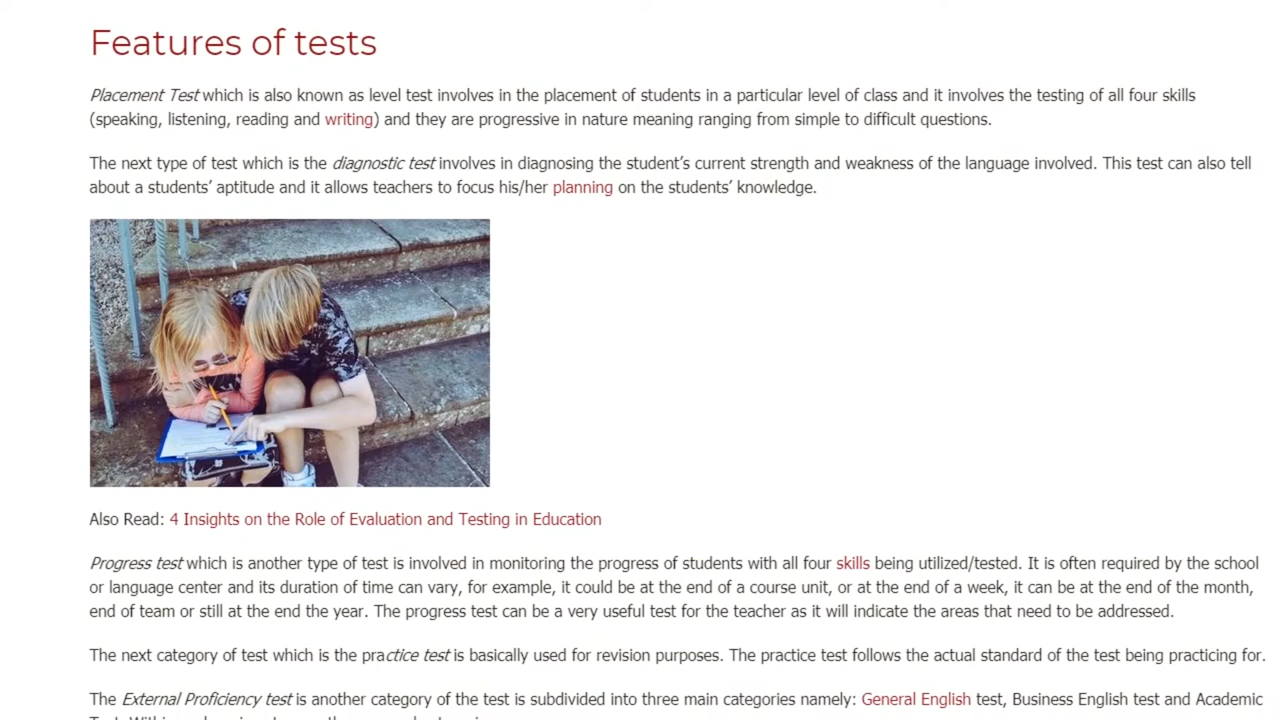 Features of tests
Placement Test which is also known as level test involves in the placement of students in a particular level of class and it involves the testing of all four skills
(speaking, listening, reading and writing) and they are progressive in nature meaning ranging from simple to difficult questions.
The next type of test which is the diagnostic test involves in diagnosing the student's current strength and weakness of the language involved. This test can also tell
about a students' aptitude and it allows teachers to focus his/her planning on the students' knowledge.
Also Read: 4 Insights on the Role of Evaluation and Testing in Education
Progress test which is another type of test is involved in monitoring the progress of students with all four skills being utilized/tested. It is often required by the school
or language center and its duration of time can vary, for example, it could be at the end of a course unit, or at the end of a week, it can be at the end of the month,
end of team or still at the end the year. The progress test can be a very useful test for the teacher as it will indicate the areas that need to be addressed.
The next category of test which is the practice test is basically used for revision purposes. The practice test follows the actual standard of the test being practicing for.
The External Proficiency test is another category of the test is subdivided into three main categories namely: General English test, Business English test and Academic